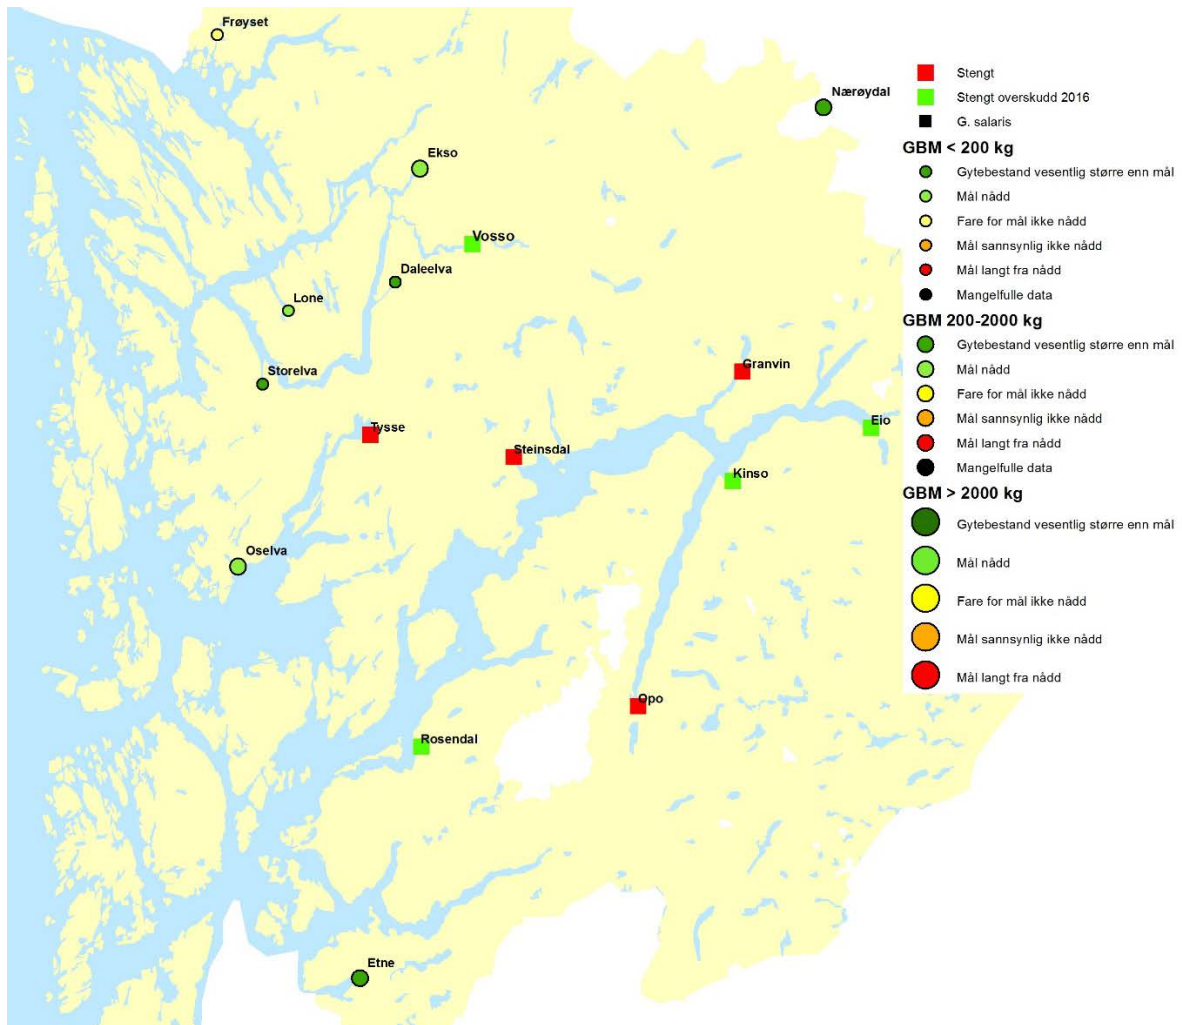 Frøyset
Nærøydal
Ekso
Vosso
Daleelva
Lone
Storelva
Granvin
Tysse
Eio
Steinsdal
Kinso
Oselva
Opo
Rosendal
Etne
Stengt
Stengt overskudd 2016
G. salaris
GBM < 200 kg
Gytebestand vesentlig større enn mål
Mål nådd
Fare for mål ikke nådd
Mål sannsynlig ikke nådd
Mål langt fra nådd
Mangelfulle data
GBM 200-2000 kg
Gytebestand vesentlig større enn mål
Mål nådd
Fare for mål ikke nådd
Mål sannsynlig ikke nådd
Mål langt fra nådd
Mangelfulle data
GBM > 2000 kg
Gytebestand vesentlig større enn mål
Mål nådd
Fare for mål ikke nådd
Mål sannsynlig ikke nådd
Mål langt fra nådd